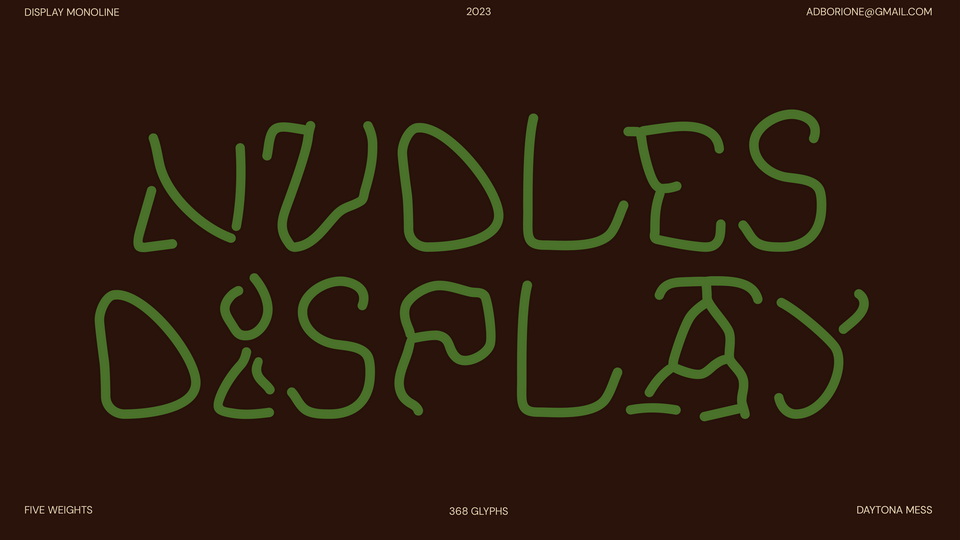 DISPLAY MONOLINE
2023
ADBORIONE@GMAIL.COM
NUDLES
DiSPLAY
FIVE WEIGHTS
368 GLYPHS
DAYTONA MESS